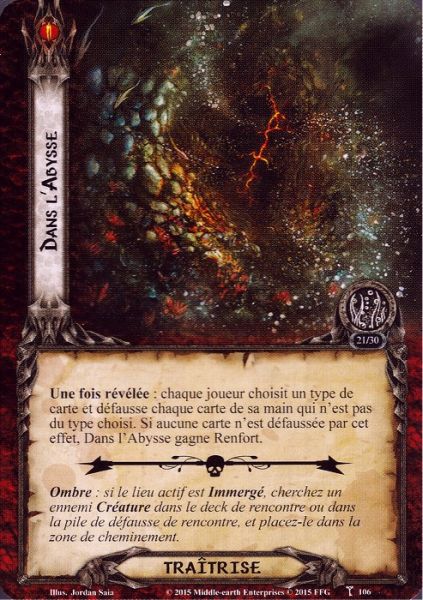 DANS L'ABYSSE
21/30
Une fois révélée : chaque joueur choisit un type de
carte et défausse chaque carte de sa main qui n'est pas
du type choisi. Si aucune carte n'est défaussée par cet
effet, Dans l'Abysse gagne Renfort.
Ombre : si le lieu actif est Immergé, cherchez un
ennemi Créature dans le deck de rencontre ou dans
la pile de défausse de rencontre, et placez-le dans la
zone de cheminement.
TRAÎTRISE
Illus. Jordan Saia
© 2015 Middle-earth Enterprises © 2015 FFG
106